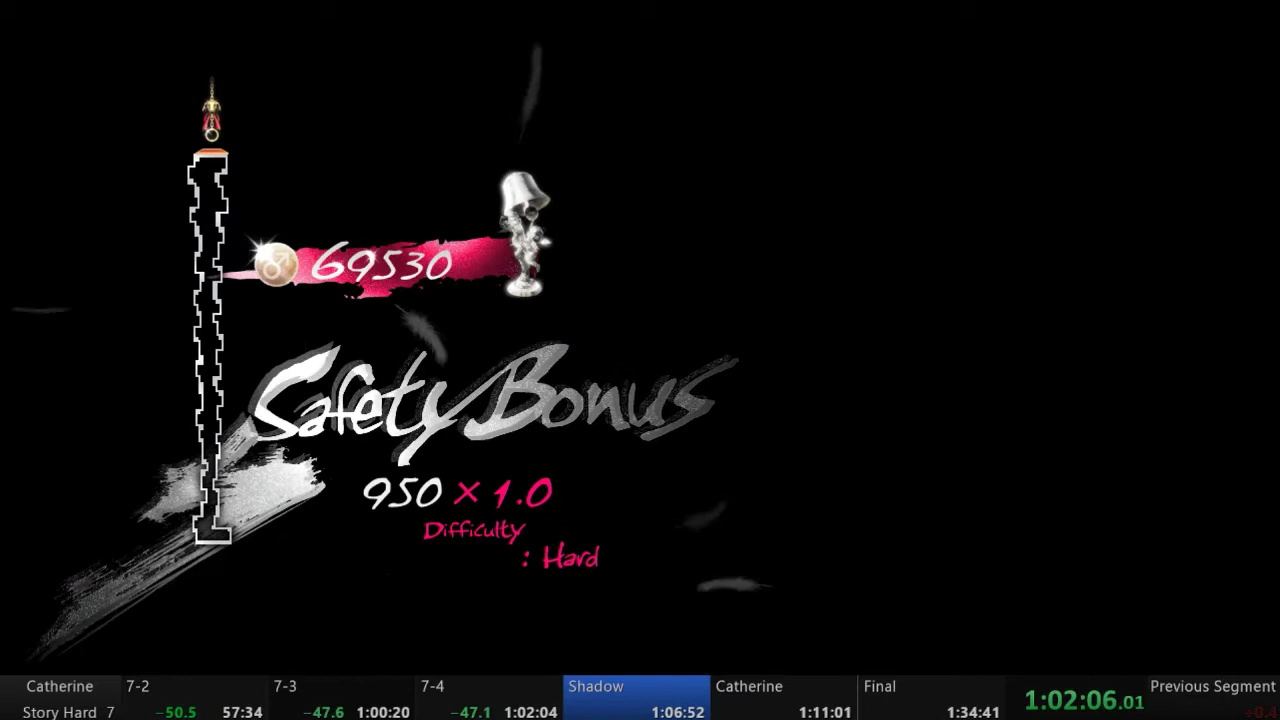 69530
Safety Bonus
950 × 1.0
Difficulty
: Hard
Catherine 7-2 7-3 7-4 Shadow Catherine Final 1:02:06.01 Previous Segment
Story Hard 7 −50.5 57:34 −47.6 1:00:20 −47.1 1:02:04 1:06:52 1:11:01 1:34:41 +0.4